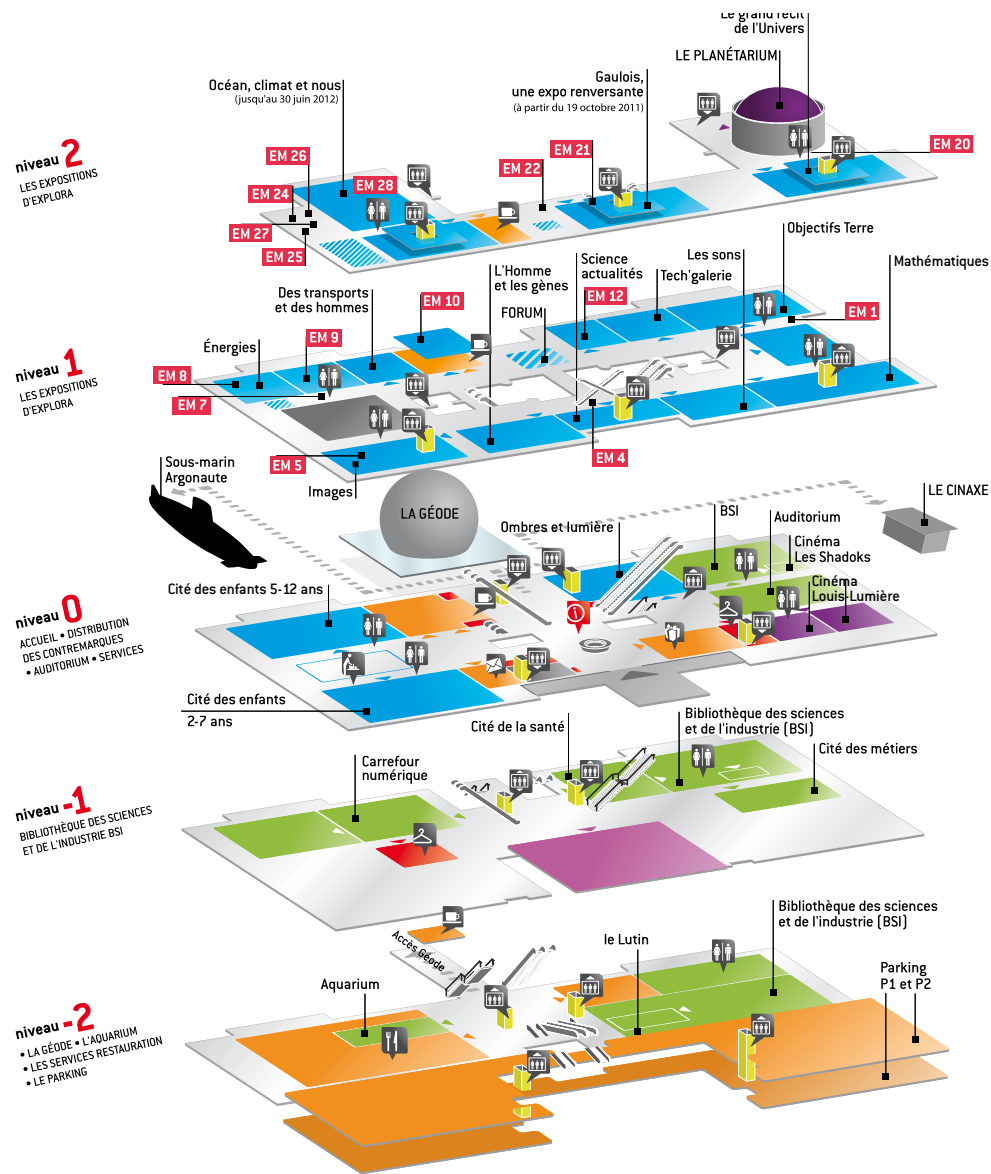 Le grand récit
de l'Univers
LE PLANÉTARIUM
Océan, climat et nous
(jusqu'au 30 juin 2012)
Gaulois,
une expo renversante
(à partir du 19 octobre 2011)
niveau 2
LES EXPOSITIONS
D'EXPLORA
EM 20
EM 21
EM 22
EM 26
EM 28
EM 24
EM 27
EM 25
Objectifs Terre
Les sons
Mathématiques
Science
actualités
Tech'galerie
L'Homme
et les gènes
EM 12
Des transports
et des hommes
EM 10
FORUM
EM 1
Énergies
EM 9
niveau 1
LES EXPOSITIONS
D'EXPLORA
EM 8
EM 7
EM 5
EM 4
Images
Sous-marin
Argonaute
LA GÉODE
LE CINAXE
BSI
Auditorium
Ombres et lumière
Cinéma
Les Shadoks
Cinéma
Louis-Lumière
Cité des enfants 5-12 ans
niveau 0
ACCUEIL • DISTRIBUTION
DES CONTREMARQUES
• AUDITORIUM • SERVICES
Cité des enfants
2-7 ans
Cité de la santé
Bibliothèque des sciences
et de l'industrie (BSI)
Cité des métiers
Carrefour
numérique
niveau -1
BIBLIOTHÈQUE DES SCIENCES
ET DE L'INDUSTRIE BSI
Bibliothèque des sciences
et de l'industrie (BSI)
Accès Géode
le Lutin
Parking
P1 et P2
Aquarium
niveau -2
• LA GÉODE • L'AQUARIUM
• LES SERVICES RESTAURATION
• LE PARKING